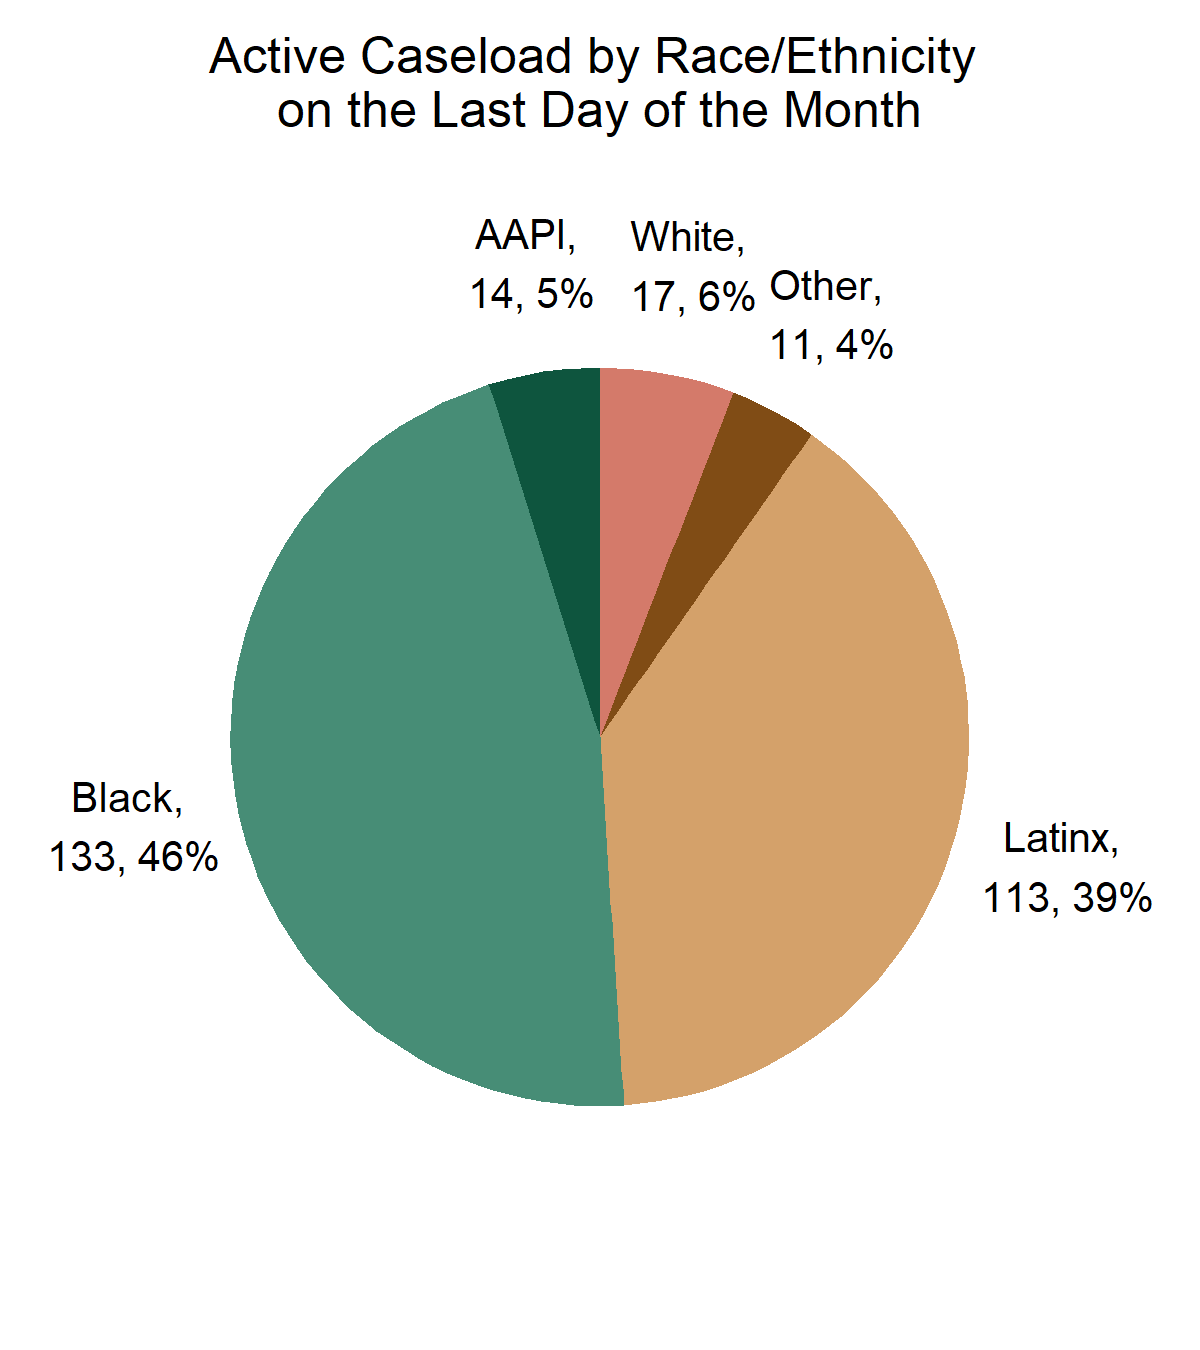 Active Caseload by Race/Ethnicity
on the Last Day of the Month
AAPI,
14, 5%
White,
17, 6%
Other,
11, 4%
Black,
133, 46%
Latinx,
113, 39%